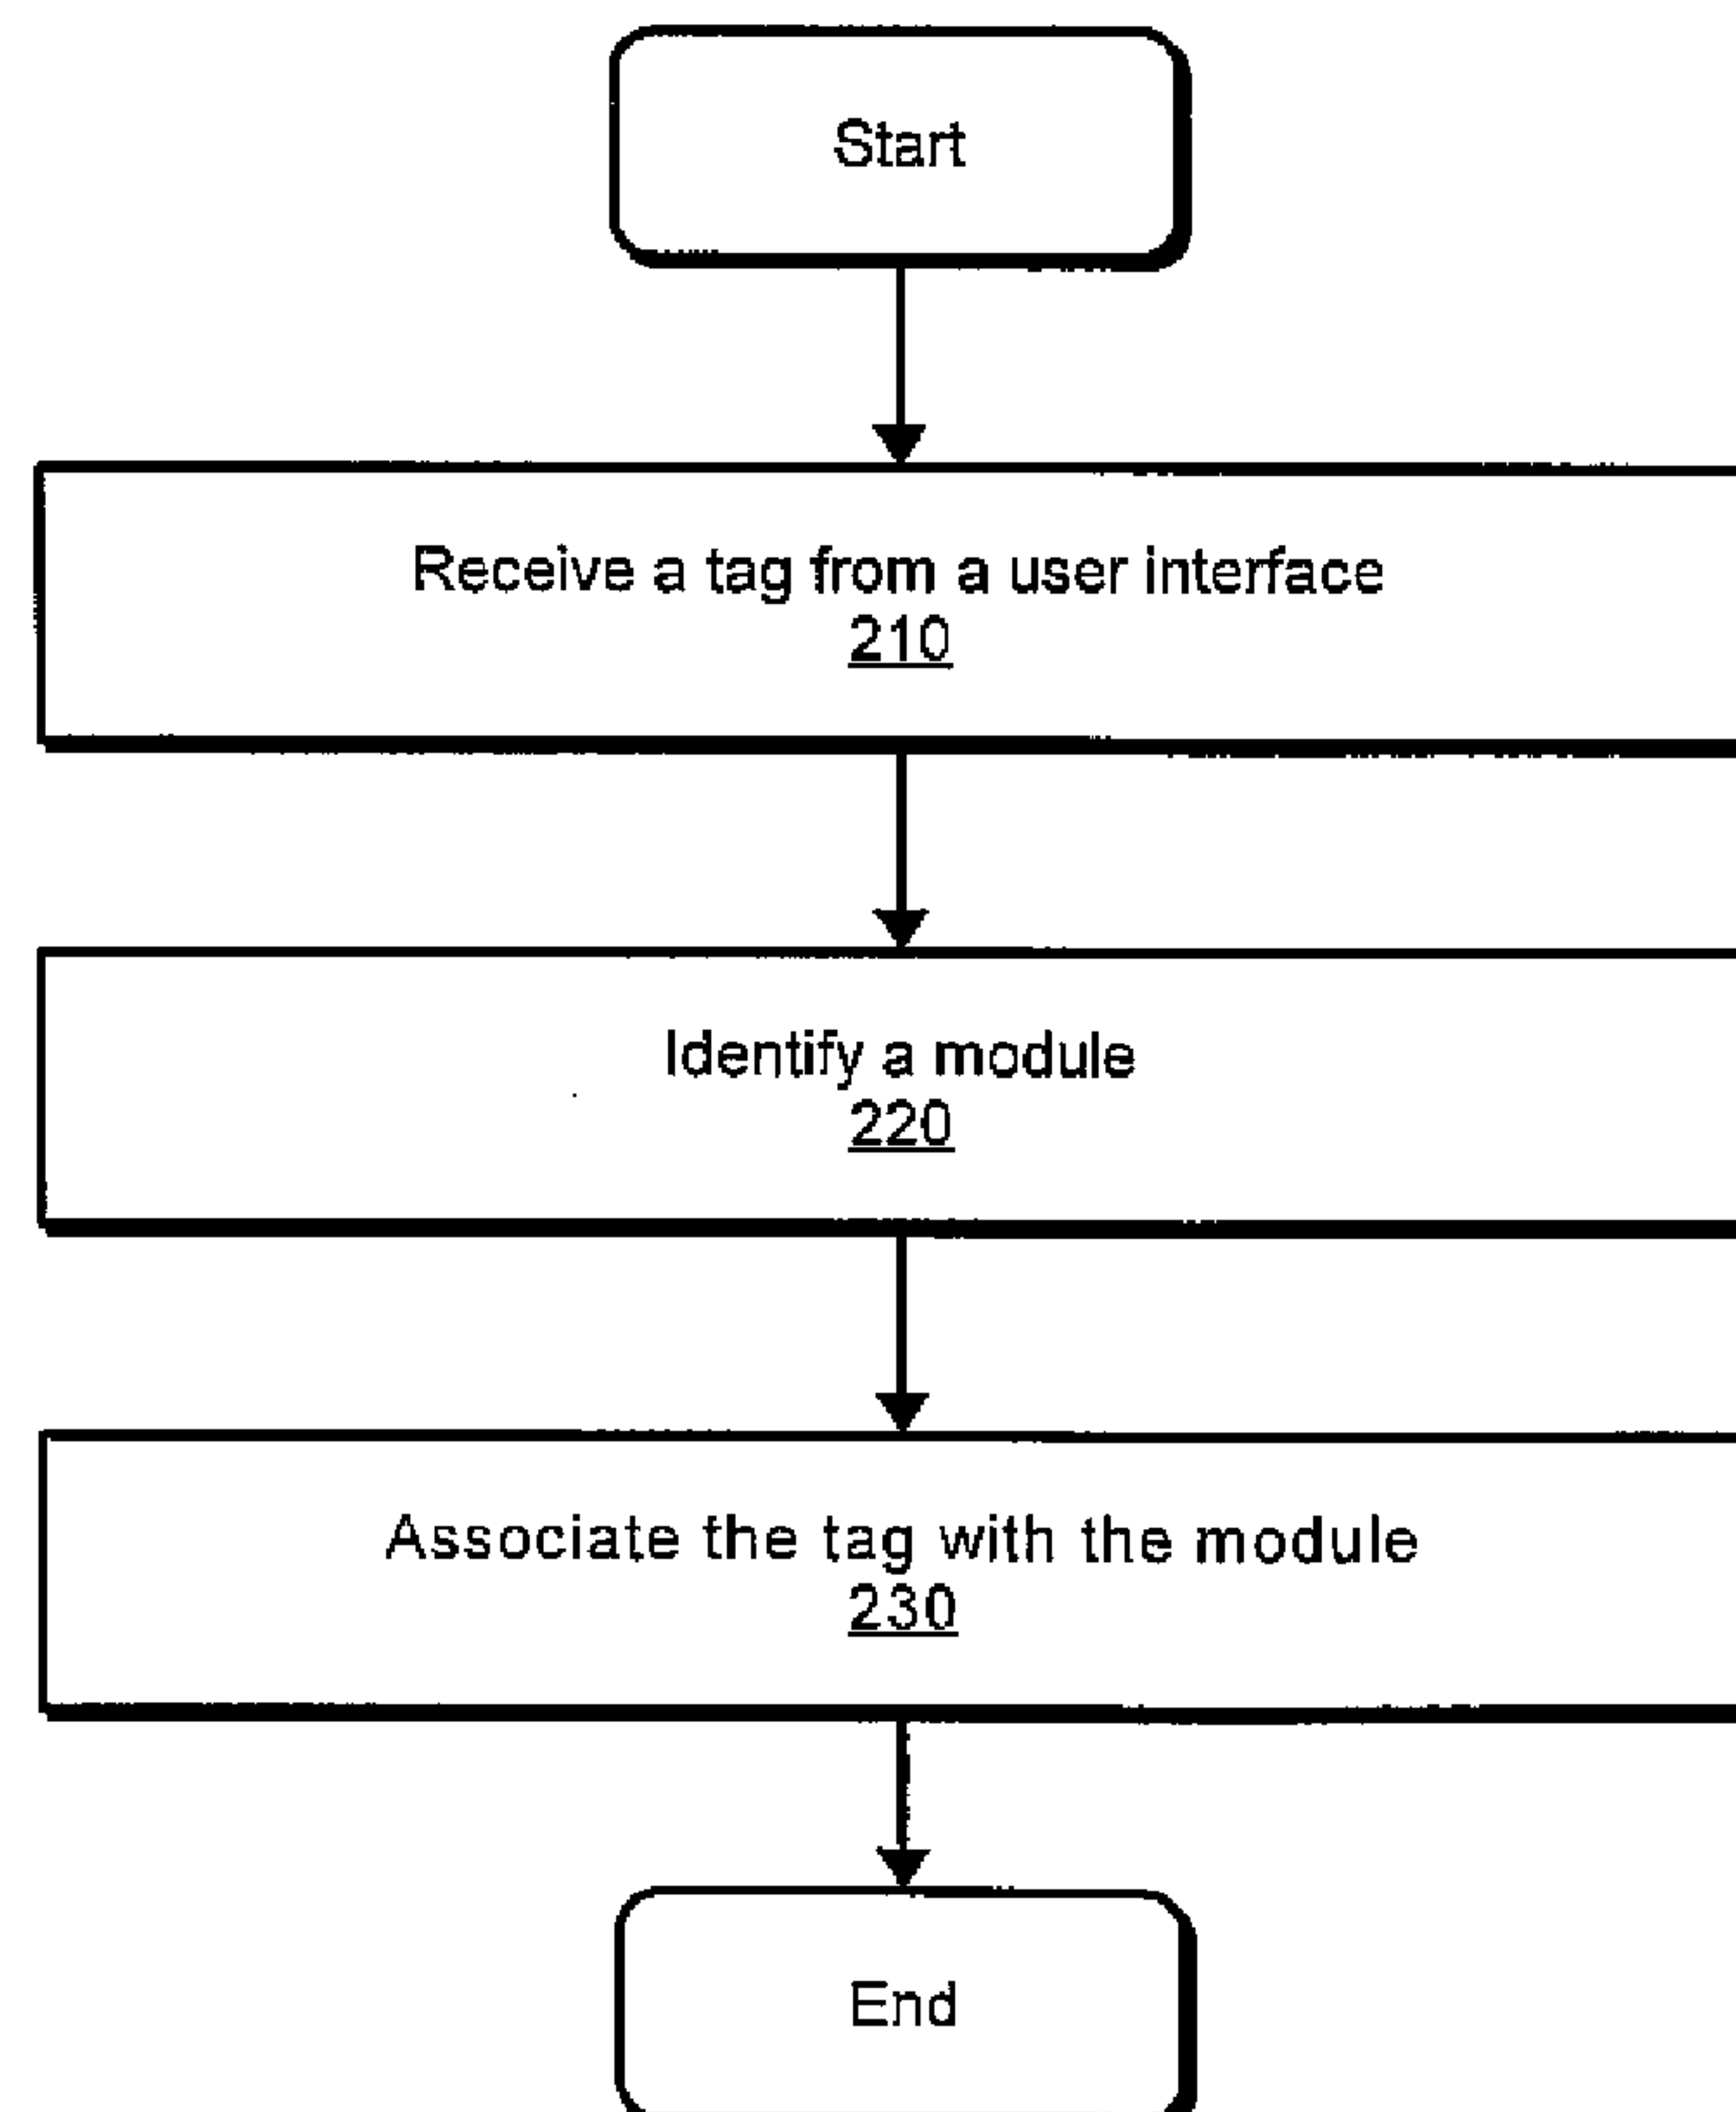 Start
Receive a tag from a user interface
210
Identify a module
220
Associate the tag with the module
230
End